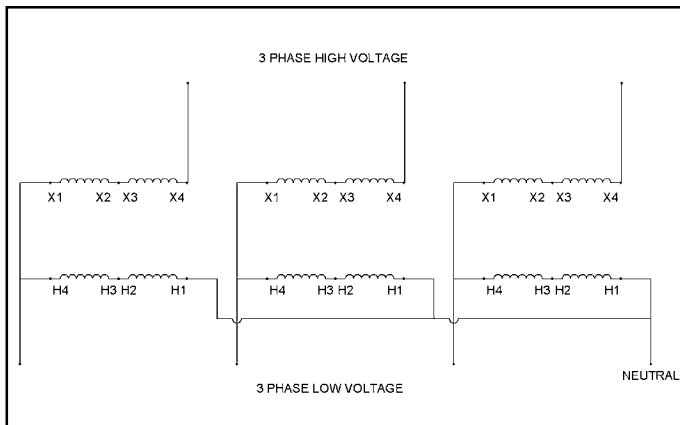 3 PHASE HIGH VOLTAGE
X1 X2 X3 X4 X1 X2 X3 X4 X1 X2 X3 X4
H4 H3 H2 H1 H4 H3 H2 H1 H4 H3 H2 H1
NEUTRAL
3 PHASE LOW VOLTAGE